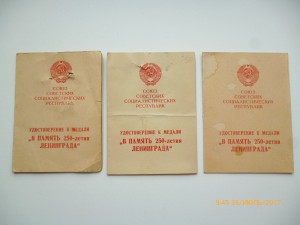 СОЮЗ
СОВЕТСКИХ
СОЦИАЛИСТИЧЕСКИХ
РЕСПУБЛИК
УДОСТОВЕРЕНИЕ К МЕДАЛИ
„В ПАМЯТЬ 250-летия
ЛЕНИНГРАДА“
СОЮЗ
СОВЕТСКИХ
СОЦИАЛИСТИЧЕСКИХ
РЕСПУБЛИК
УДОСТОВЕРЕНИЕ К МЕДАЛИ
„В ПАМЯТЬ 250-летия
ЛЕНИНГРАДА“
СОЮЗ
СОВЕТСКИХ
СОЦИАЛИСТИЧЕСКИХ
РЕСПУБЛИК
УДОСТОВЕРЕНИЕ К МЕДАЛИ
„В ПАМЯТЬ 250-летия
ЛЕНИНГРАДА“